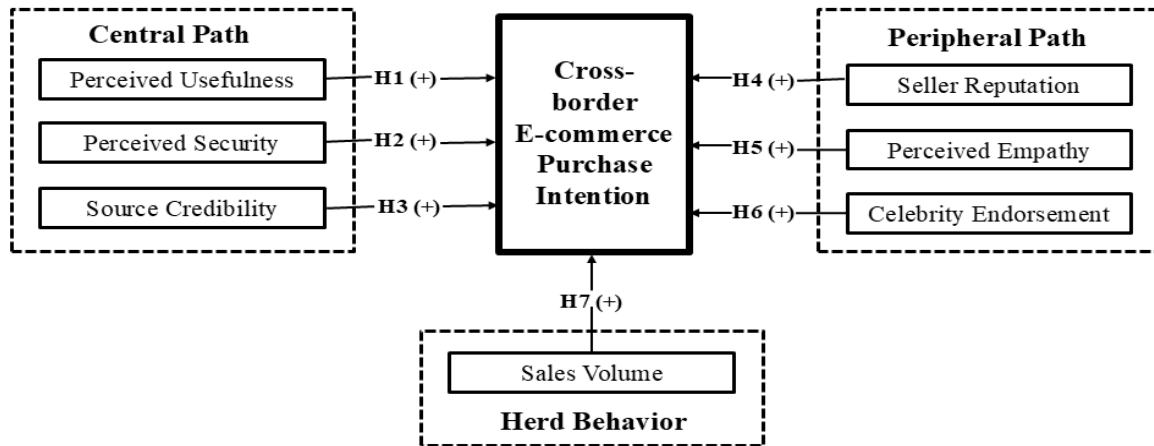 Central Path
Perceived Usefulness
Perceived Security
Source Credibility
H1 (+)
H2 (+)
H3 (+)
Cross-
border
E-commerce
Purchase
Intention
H4 (+)
H5 (+)
H6 (+)
Peripheral Path
Seller Reputation
Perceived Empathy
Celebrity Endorsement
H7 (+)
Sales Volume
Herd Behavior